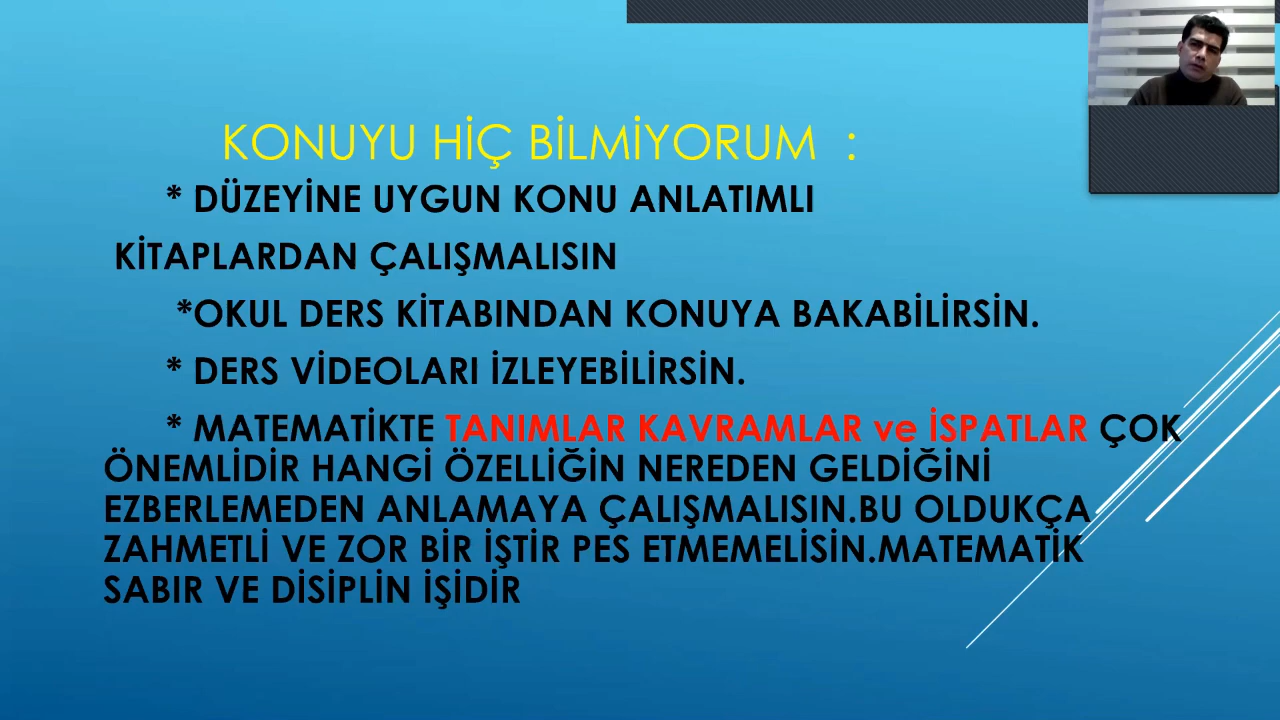 KONUYU HİÇ BİLMİYORUM :
* DÜZEYİNE UYGUN KONU ANLATIMLI
KİTAPLARDAN ÇALIŞMALISIN
*OKUL DERS KİTABINDAN KONUYA BAKABİLİRSİN.
* DERS VİDEOLARI İZLEYEBİLİRSİN.
* MATEMATİKTE TANIMLAR KAVRAMLAR ve İSPATLAR ÇOK
ÖNEMLİDİR HANGİ ÖZELLİĞİN NEREDEN GELDİĞİNİ
EZBERLEMEDEN ANLAMAYA ÇALIŞMALISIN.BU OLDUKÇA
ZAHMETLİ VE ZOR BİR İŞTİR PES ETMEMELİSİN.MATEMATİK
SABIR VE DİSİPLİN İŞİDİR